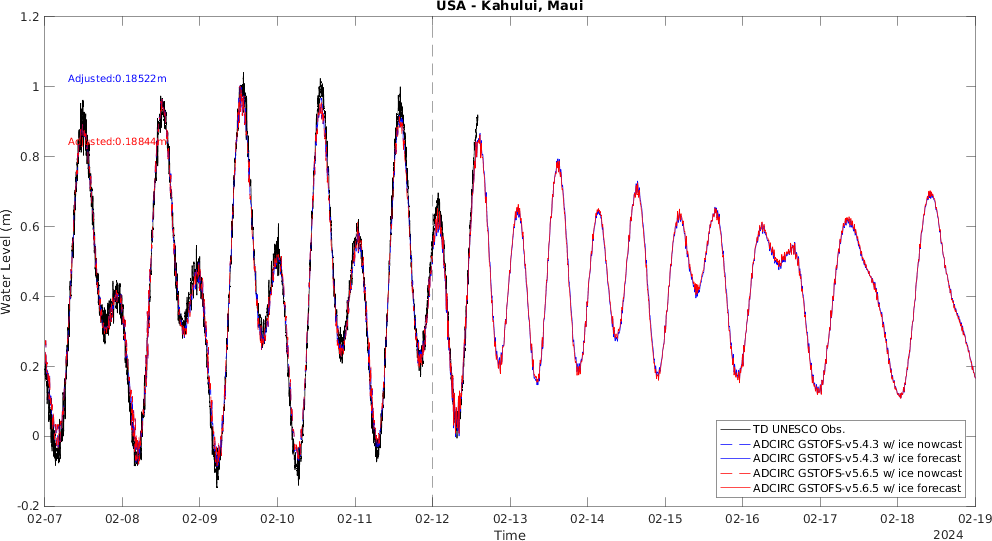 USA - Kahului, Maui
1.2
1
0.8
0.6
0.4
0.2
0
-0.2
Water Level (m)
Adjusted:0.18522m
Adjusted:0.18844m
TD UNESCO Obs.
ADCIRC GSTOFS-v5.4.3 w/ ice nowcast
ADCIRC GSTOFS-v5.4.3 w/ ice forecast
ADCIRC GSTOFS-v5.6.5 w/ ice nowcast
ADCIRC GSTOFS-v5.6.5 w/ ice forecast
02-07 02-08 02-09 02-10 02-11 02-12 02-13 02-14 02-15 02-16 02-17 02-18 02-19
Time
2024